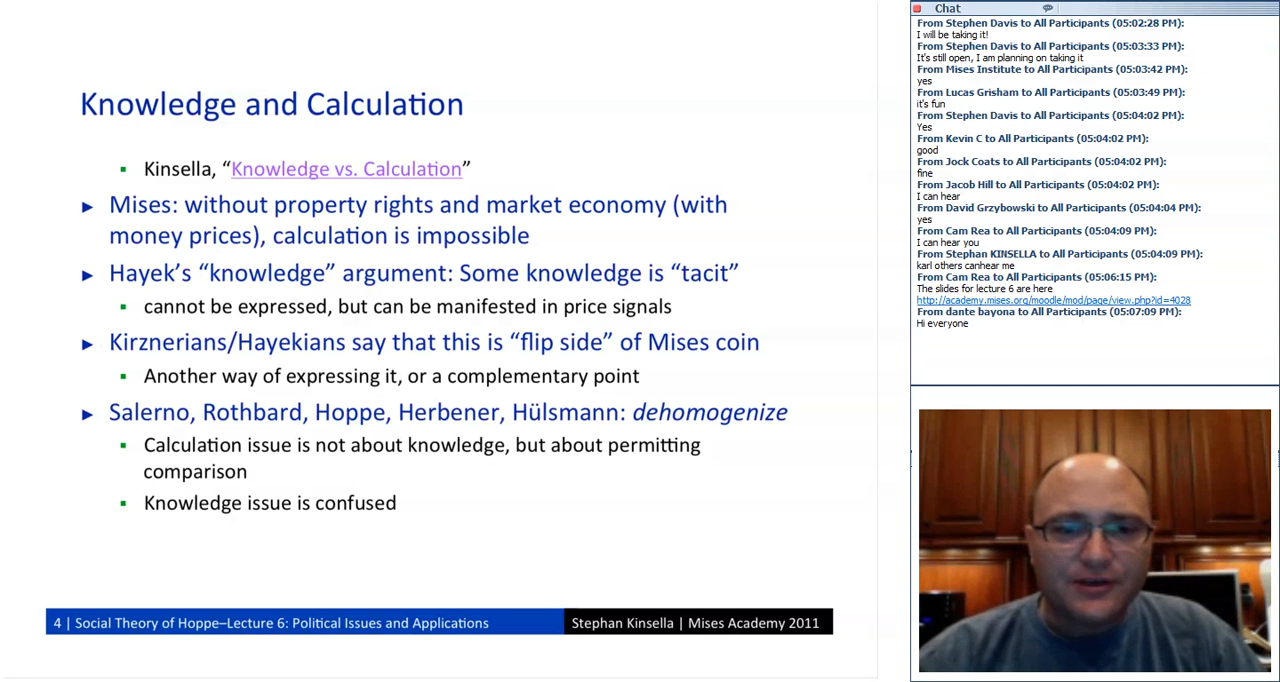 Knowledge and Calculation
▪ Kinsella, “Knowledge vs. Calculation”
► Mises: without property rights and market economy (with
money prices), calculation is impossible
► Hayek’s “knowledge” argument: Some knowledge is “tacit”
▪ cannot be expressed, but can be manifested in price signals
► Kirznerians/Hayekians say that this is “flip side” of Mises coin
▪ Another way of expressing it, or a complementary point
► Salerno, Rothbard, Hoppe, Herbener, Hülsmann: dehomogenize
▪ Calculation issue is not about knowledge, but about permitting
comparison
▪ Knowledge issue is confused
4 | Social Theory of Hoppe–Lecture 6: Political Issues and Applications
Stephan Kinsella | Mises Academy 2011
Chat
From Stephen Davis to All Participants (05:02:28 PM):
I will be taking it!
From Stephen Davis to All Participants (05:03:33 PM):
It's still open, I am planning on taking it
From Mises Institute to All Participants (05:03:42 PM):
yes
From Lucas Grisham to All Participants (05:03:49 PM):
it's fun
From Stephen Davis to All Participants (05:04:02 PM):
Yes
From Kevin C to All Participants (05:04:02 PM):
good
From Jock Coats to All Participants (05:04:02 PM):
fine
From Jacob Hill to All Participants (05:04:02 PM):
I can hear
From David Grzybowski to All Participants (05:04:04 PM):
yes
From Cam Rea to All Participants (05:04:09 PM):
I can hear you
From Stephan KINSELLA to All Participants (05:04:09 PM):
karl others canhear me
From Cam Rea to All Participants (05:06:15 PM):
The slides for lecture 6 are here
http://academy.mises.org/moodle/mod/page/view.php?id=4028
From dante bayona to All Participants (05:07:09 PM):
Hi everyone